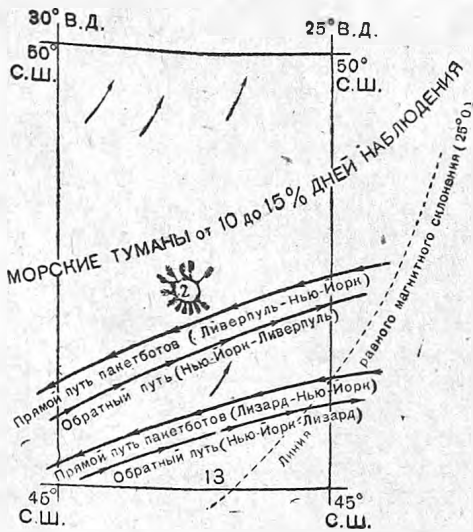 30° В.Д.
25° В.Д.
50°
С.Ш.
50°
С.Ш.
МОРСКИЕ ТУМАНЫ от 10 до 15% ДНЕЙ НАБЛЮДЕНИЯ
2
Прямой путь пакетботов (Ливерпуль-Нью-Йорк)
Обратный путь (Нью-Йорк-Ливерпуль)
Прямой путь пакетботов (Лизард-Нью-Йорк)
Обратный путь (Нью-Йорк-Лизард)
Линия равного магнитного склонения (25°О)
13
45°
С.Ш.
45°
С.Ш.